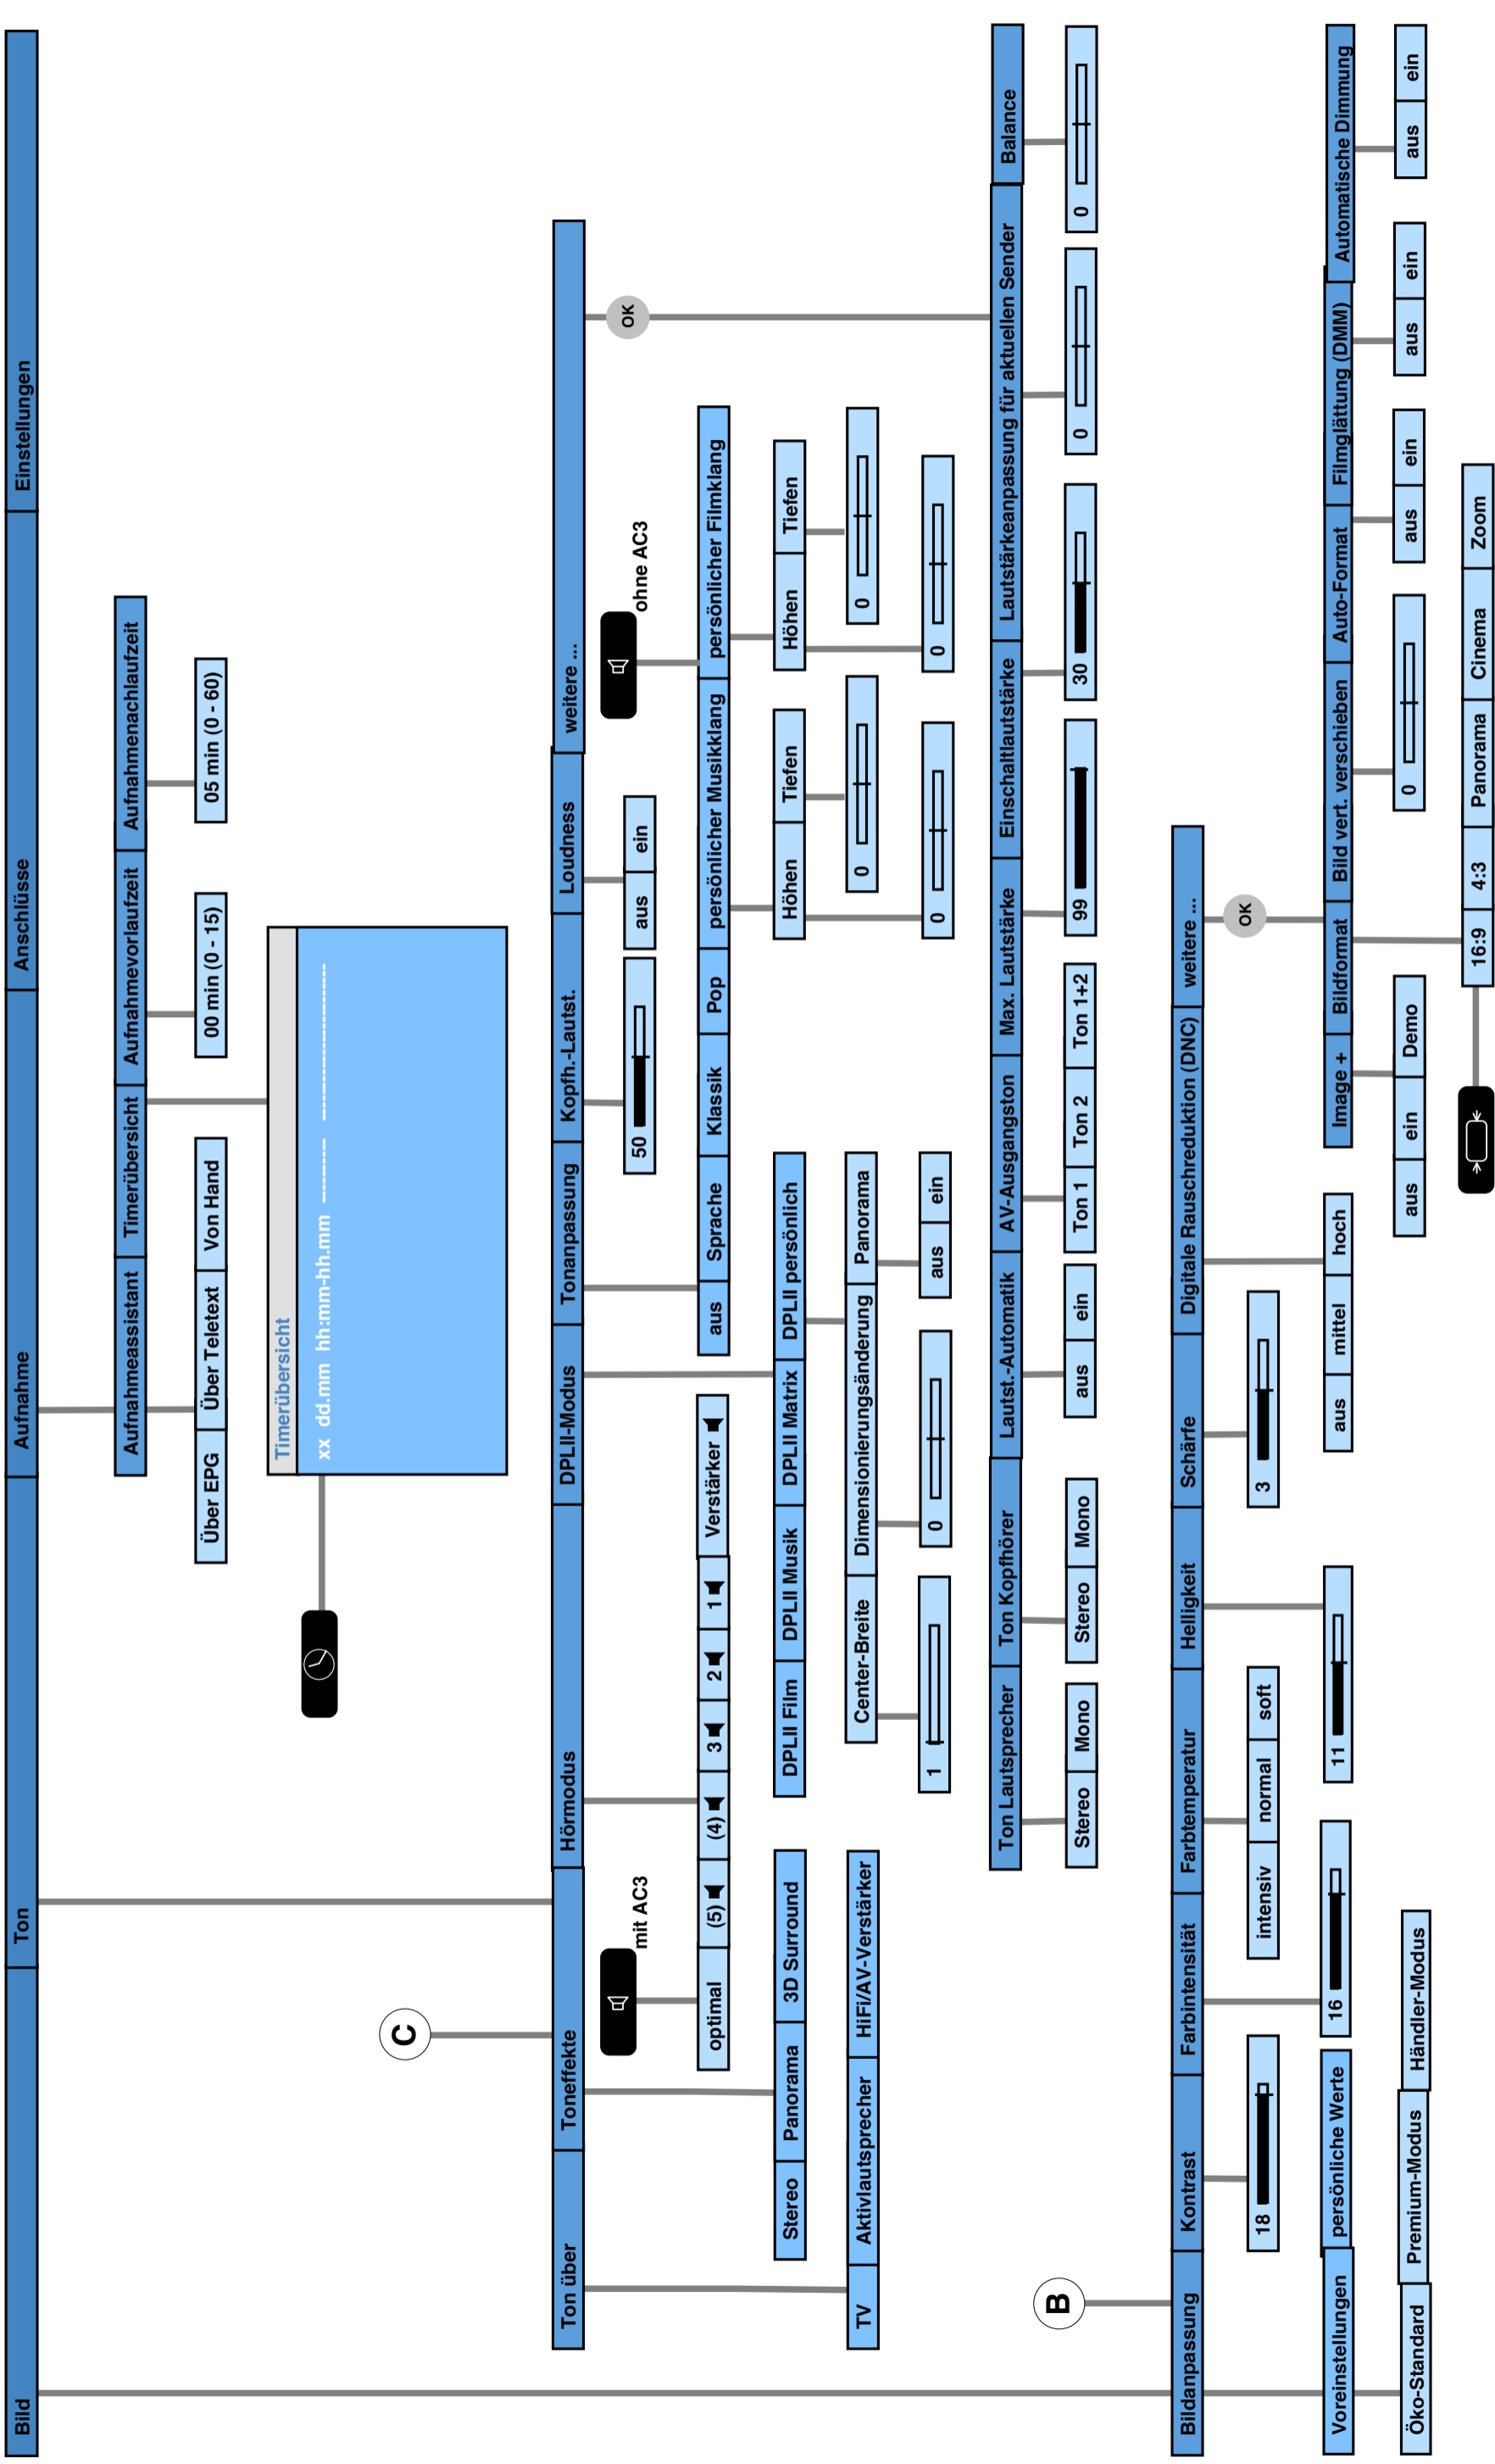 Bild Ton Aufnahme Anschlüsse Einstellungen
Aufnahmeassistant Timerübersicht Aufnahmevorlaufzeit Aufnahmenachlaufzeit
Über EPG Über Teletext Von Hand 00 min (0 - 15) 05 min (0 - 60)
Timerübersicht
xx dd.mm hh:mm-hh.mm --------- ----------------------
C
Ton über Toneffekte Hörmodus DPLII-Modus Tonanpassung Kopfh.-Lautst. Loudness weitere ...
OK
50 aus ein
mit AC3 ohne AC3
optimal (5) (4) 3 2 1 Verstärker
aus Sprache Klassik Pop persönlicher Musikklang persönlicher Filmklang
Stereo Panorama 3D Surround
DPLII Film DPLII Musik DPLII Matrix DPLII persönlich
Höhen Tiefen Höhen Tiefen
TV Aktivlautsprecher HiFi/AV-Verstärker
Center-Breite Dimensionierungsänderung Panorama
0 0
1 0 aus ein 0 0
Ton Lautsprecher Ton Kopfhörer Lautst.-Automatik AV-Ausgangston Max. Lautstärke Einschaltlautstärke Lautstärkeanpassung für aktuellen Sender Balance
Stereo Mono Stereo Mono aus ein Ton 1 Ton 2 Ton 1+2 99 30 0 0
B
Bildanpassung Kontrast Farbintensität Farbtemperatur Helligkeit Schärfe Digitale Rauschreduktion (DNC) weitere ...
18 intensiv normal soft 3
OK
Voreinstellungen persönliche Werte 16 11 aus mittel hoch
Image + Bildformat Bild vert. verschieben Auto-Format Filmglättung (DMM) Automatische Dimmung
Öko-Standard Premium-Modus Händler-Modus
aus ein Demo 0 aus ein aus ein aus ein
16:9 4:3 Panorama Cinema Zoom